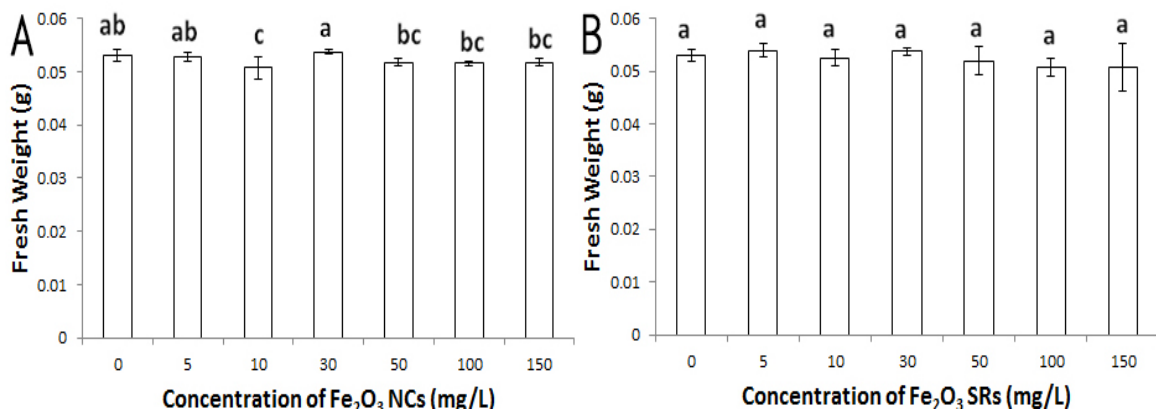 A
ab ab c a bc bc bc
Fresh Weight (g)
0.06
0.05
0.04
0.03
0.02
0.01
0
0 5 10 30 50 100 150
Concentration of Fe₂O₃ NCs (mg/L)
B
a a a a a a a
Fresh Weight (g)
0.06
0.05
0.04
0.03
0.02
0.01
0
0 5 10 30 50 100 150
Concentration of Fe₂O₃ SRs (mg/L)